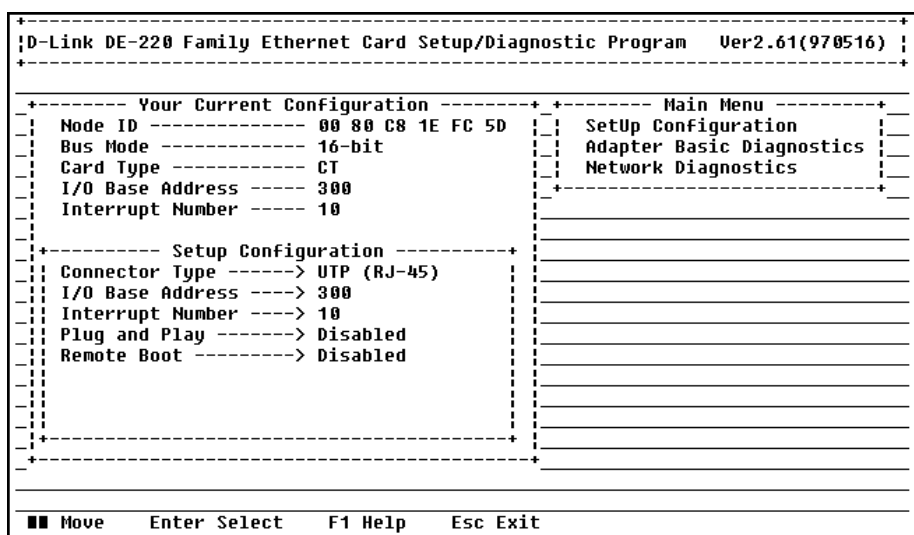 D-Link DE-220 Family Ethernet Card Setup/Diagnostic Program Ver2.61(970516)
Your Current Configuration
Node ID -------------- 00 80 C8 1E FC 5D
Bus Mode ------------- 16-bit
Card Type ------------ CT
I/O Base Address ----- 300
Interrupt Number ----- 10
Setup Configuration
Connector Type ------> UTP (RJ-45)
I/O Base Address ----> 300
Interrupt Number ----> 10
Plug and Play -------> Disabled
Remote Boot ---------> Disabled
Main Menu
SetUp Configuration
Adapter Basic Diagnostics
Network Diagnostics
Move Enter Select F1 Help Esc Exit